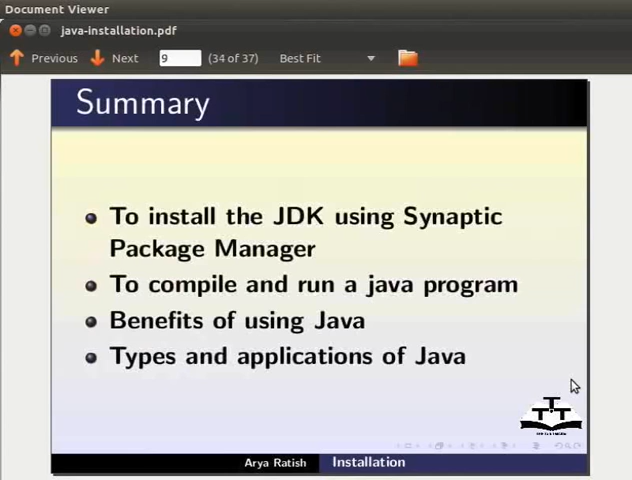 Document Viewer
java-installation.pdf
Previous Next 9 (34 of 37) Best Fit
Summary
To install the JDK using Synaptic
Package Manager
To compile and run a java program
Benefits of using Java
Types and applications of Java
Arya Ratish Installation